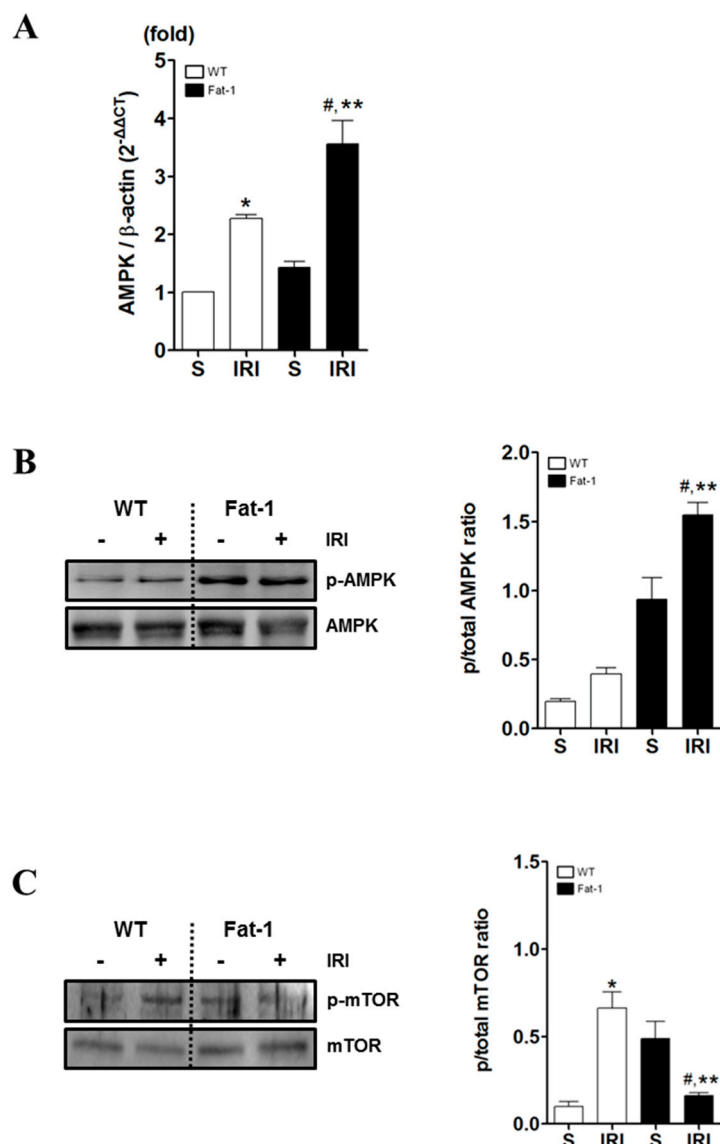 A
(fold)
AMPK / β-actin (2-ΔΔCT)
5
4
3
2
1
0
WT
Fat-1
*
#,**
S IRI S IRI
B
WT Fat-1
- + - + IRI
p-AMPK
AMPK
p/total AMPK ratio
2.0
1.5
1.0
0.5
0.0
WT
Fat-1
#,**
S IRI S IRI
C
WT Fat-1
- + - + IRI
p-mTOR
mTOR
p/total mTOR ratio
1.5
1.0
0.5
0.0
WT
Fat-1
*
#,**
S IRI S IRI